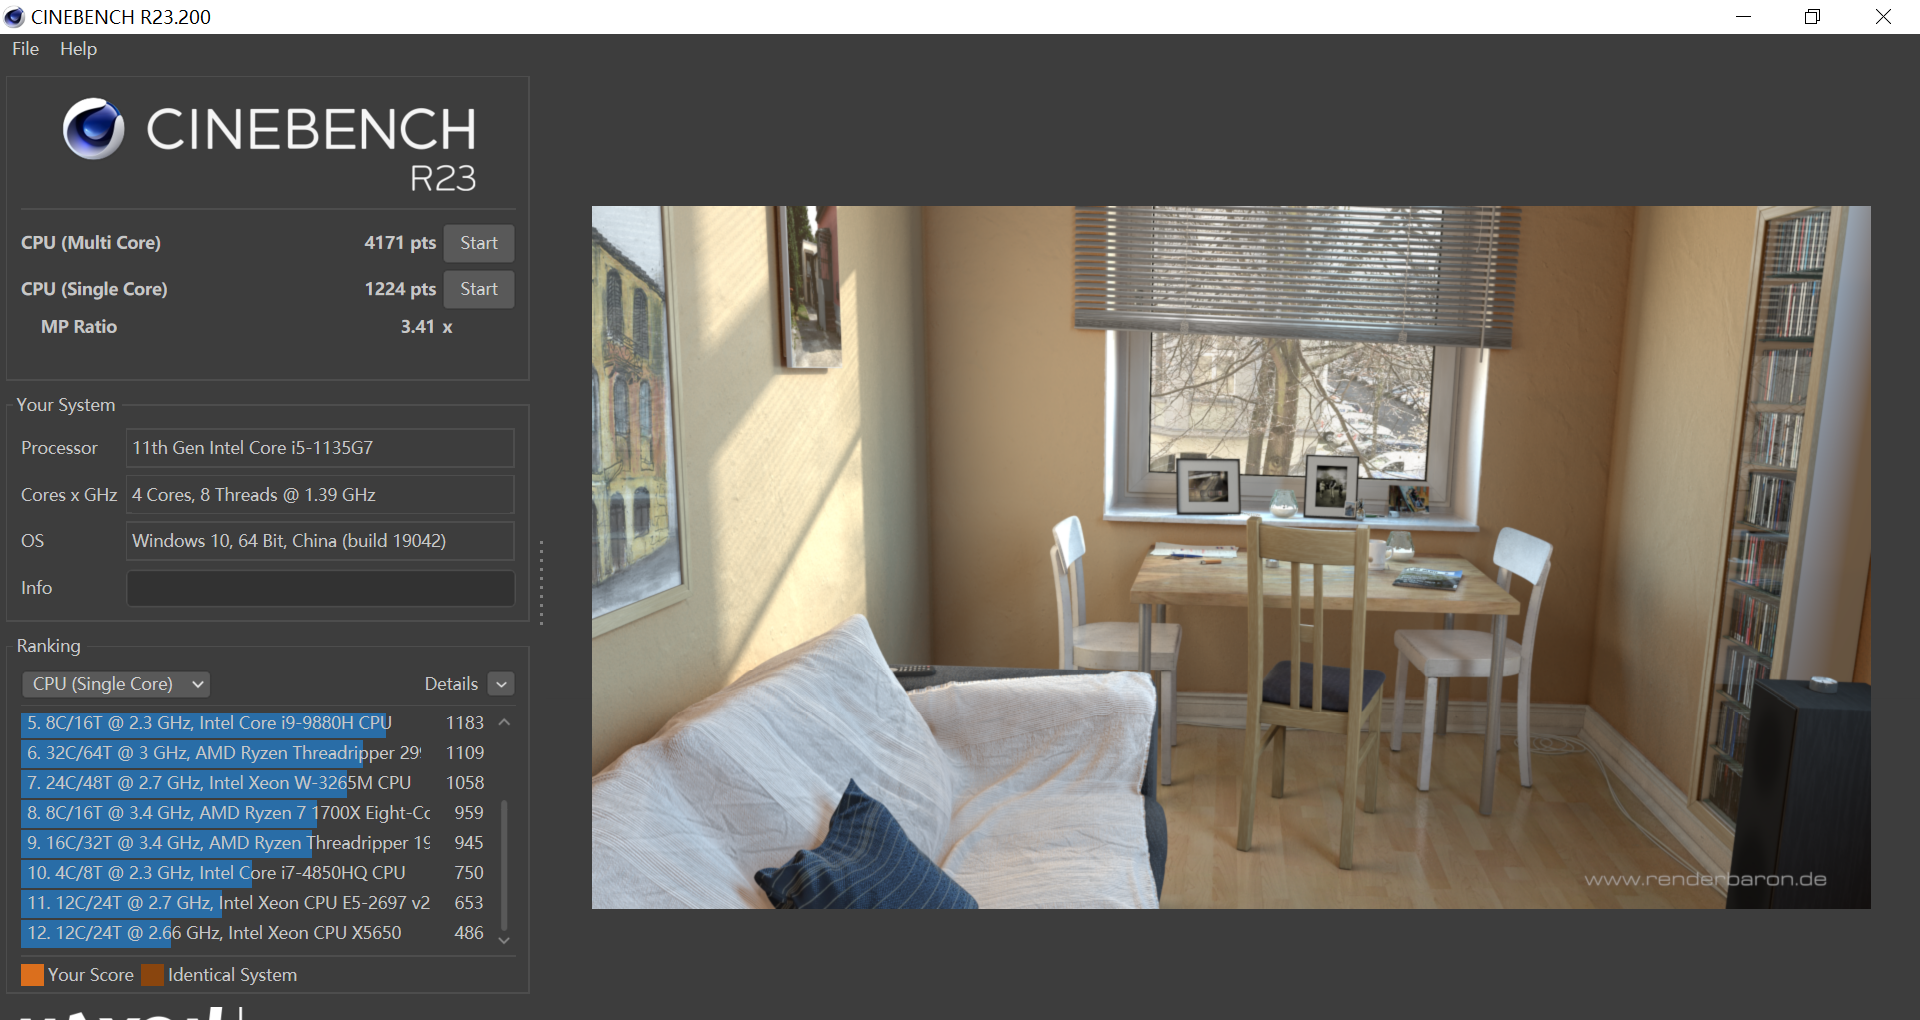 CINEBENCH R23.200
File Help
CINEBENCH
R23
CPU (Multi Core) 4171 pts Start
CPU (Single Core) 1224 pts Start
MP Ratio 3.41 x
Your System
Processor 11th Gen Intel Core i5-1135G7
Cores x GHz 4 Cores, 8 Threads @ 1.39 GHz
OS Windows 10, 64 Bit, China (build 19042)
Info
Ranking
CPU (Single Core) Details
5. 8C/16T @ 2.3 GHz, Intel Core i9-9880H CPU 1183
6. 32C/64T @ 3 GHz, AMD Ryzen Threadripper 299 1109
7. 24C/48T @ 2.7 GHz, Intel Xeon W-3265M CPU 1058
8. 8C/16T @ 3.4 GHz, AMD Ryzen 7 1700X Eight-Co 959
9. 16C/32T @ 3.4 GHz, AMD Ryzen Threadripper 19 945
10. 4C/8T @ 2.3 GHz, Intel Core i7-4850HQ CPU 750
11. 12C/24T @ 2.7 GHz, Intel Xeon CPU E5-2697 v2 653
12. 12C/24T @ 2.66 GHz, Intel Xeon CPU X5650 486
Your Score Identical System
www.renderbaron.de